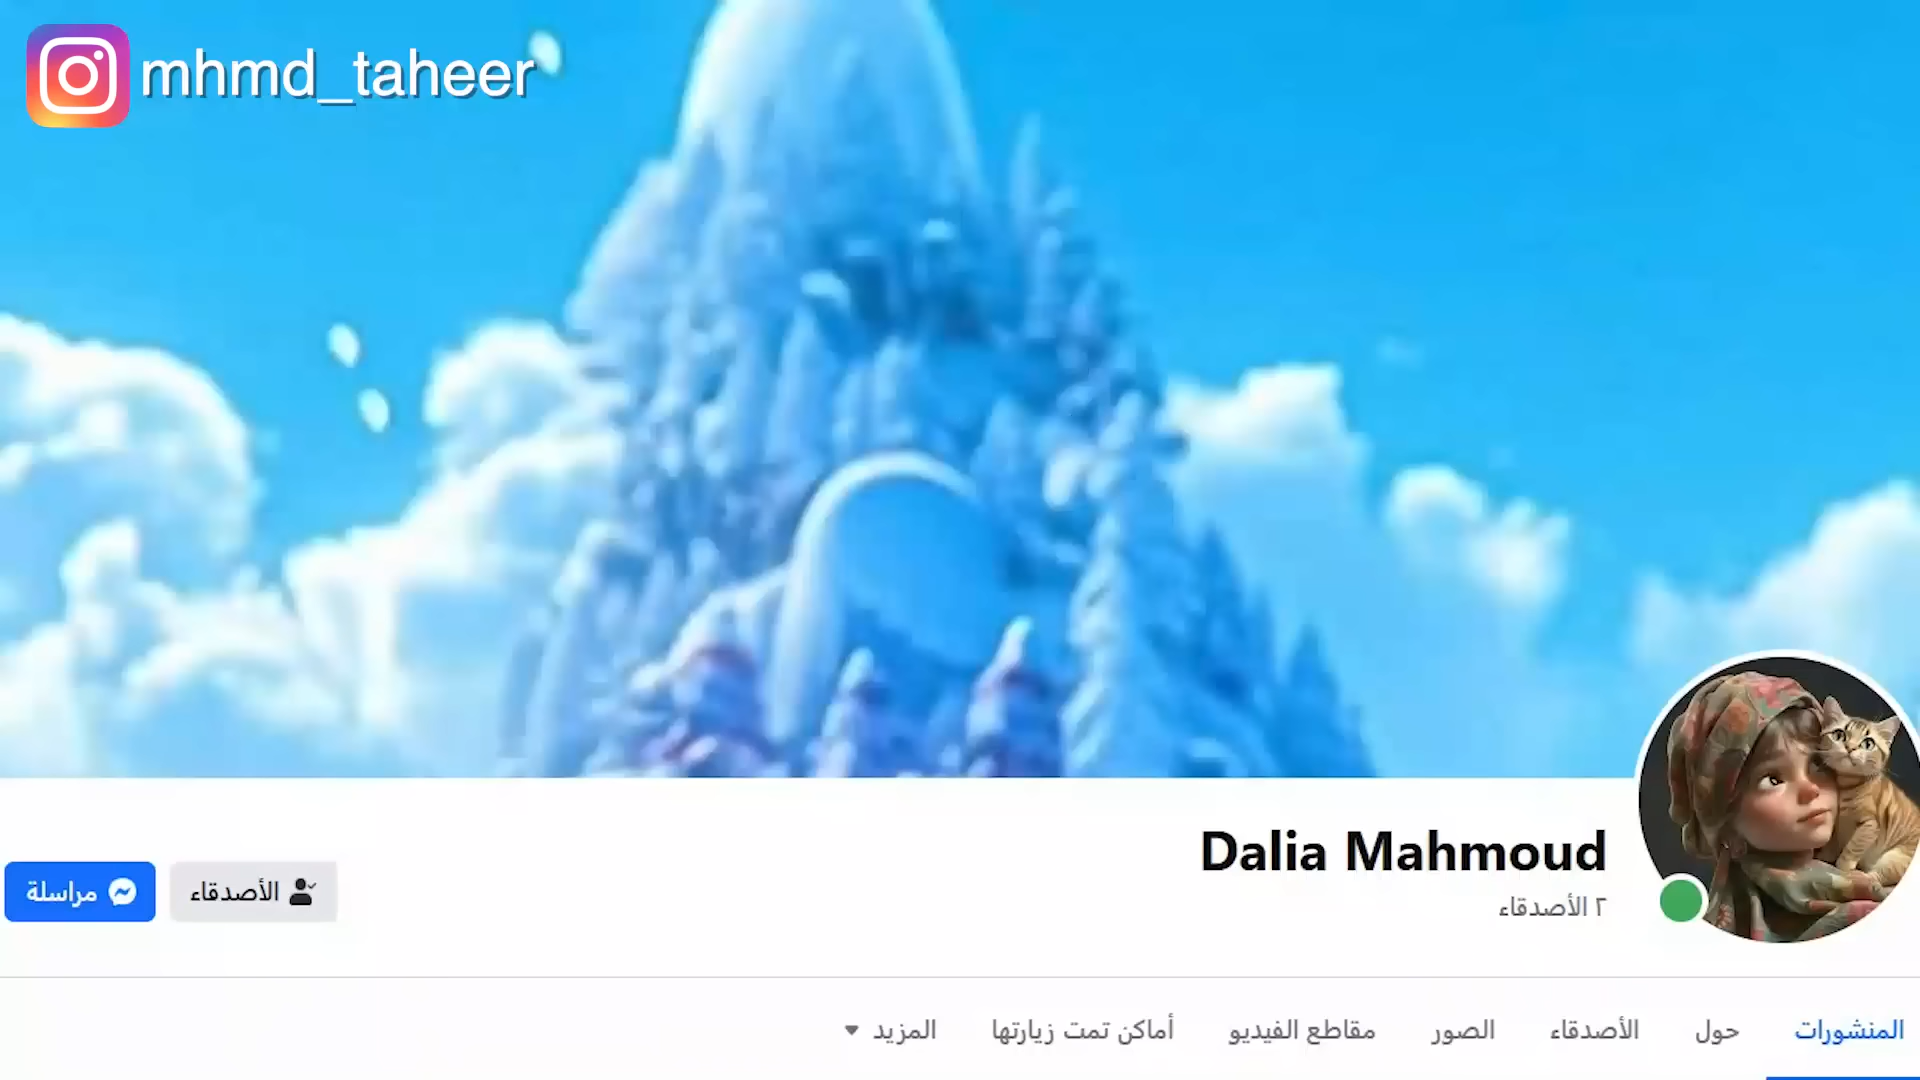 mhmd_taheer
Dalia Mahmoud
٢ الأصدقاء
الأصدقاء
مراسلة
المنشورات
حول
الأصدقاء
الصور
مقاطع الفيديو
أماكن تمت زيارتها
المزيد